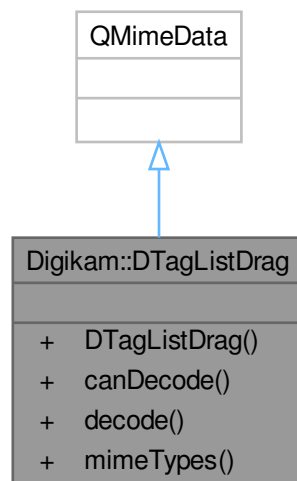 QMimeData
Digikam::DTagListDrag
+ DTagListDrag()
+ canDecode()
+ decode()
+ mimeTypes()